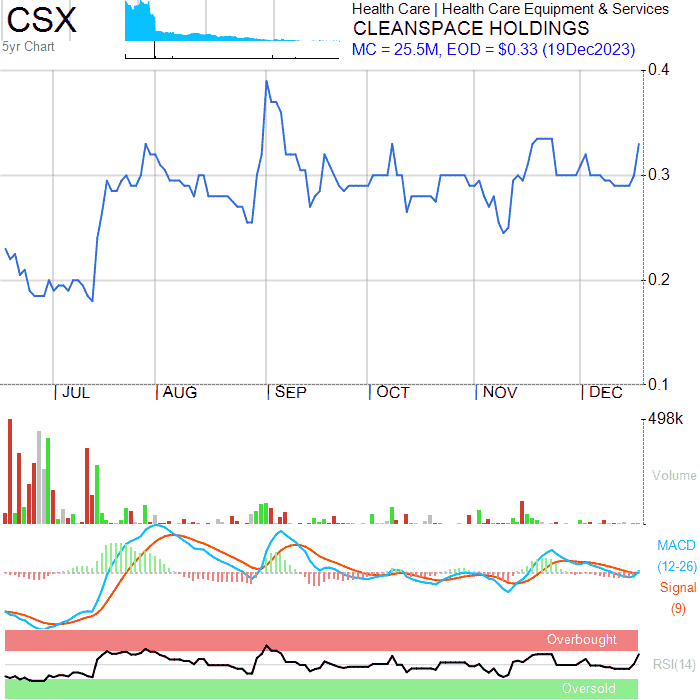 CSX
5yr Chart
Health Care | Health Care Equipment & Services
CLEANSPACE HOLDINGS
MC = 25.5M, EOD = $0.33 (19Dec2023)
0.4
0.3
0.2
0.1
|JUL |AUG |SEP |OCT |NOV |DEC
498k
Volume
MACD
(12-26)
Signal
(9)
Overbought
RSI(14)
Oversold